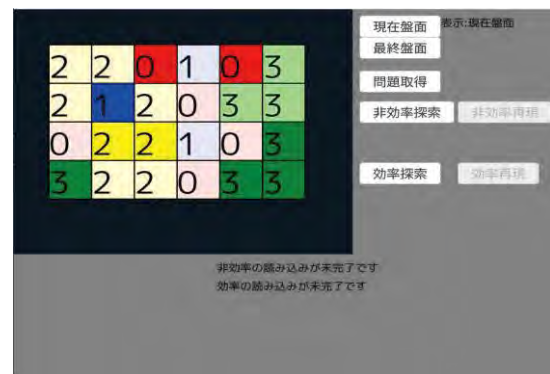 現在盤面 表示:現在盤面
最終盤面
問題取得
非効率探索 非効率再現
効率探索 効率再現
2 2 0 1 0 3
2 1 2 0 3 3
0 2 2 1 0 3
3 2 2 0 3 3
非効率の読み込みが未完了です
効率の読み込みが未完了です